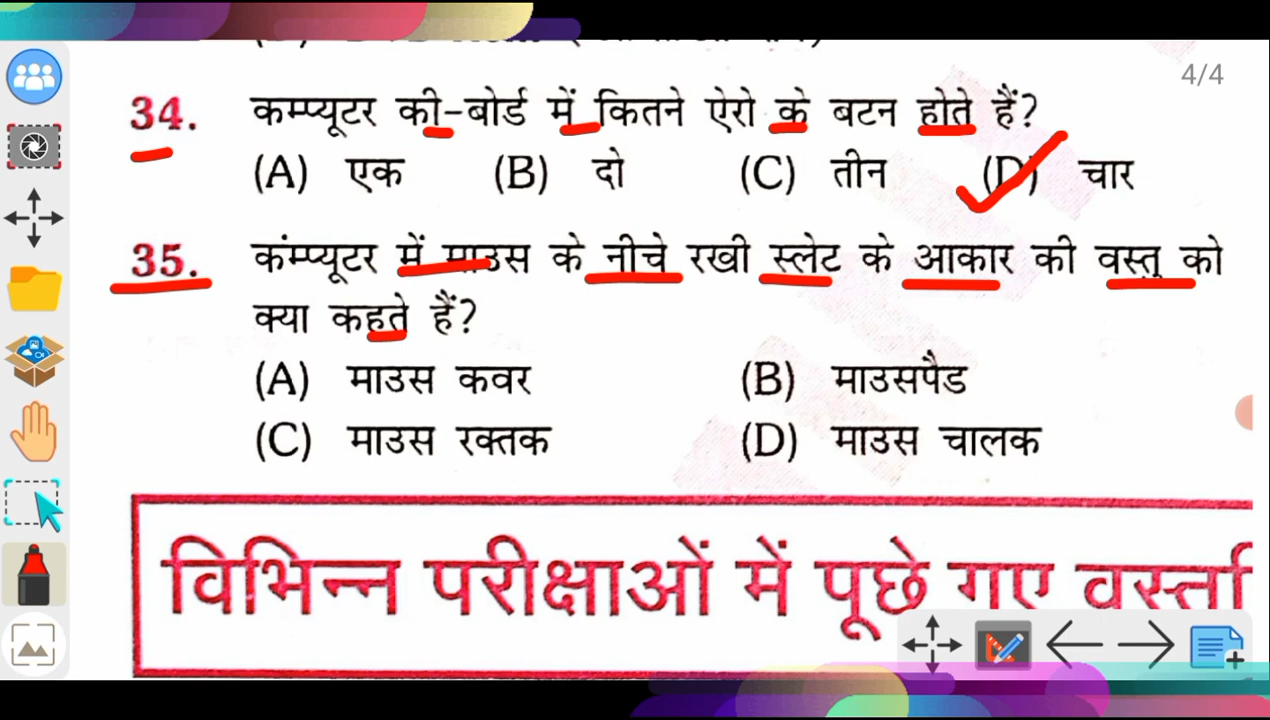 4/4
34. कम्प्यूटर की-बोर्ड में कितने ऐरो के बटन होते हैं?
(A) एक (B) दो (C) तीन (D) चार
35. कंम्प्यूटर में माउस के नीचे रखी स्लेट के आकार की वस्तु को
क्या कहते हैं?
(A) माउस कवर (B) माउसपैड
(C) माउस रक्तक (D) माउस चालक
विभिन्न परीक्षाओं में पूछे गए